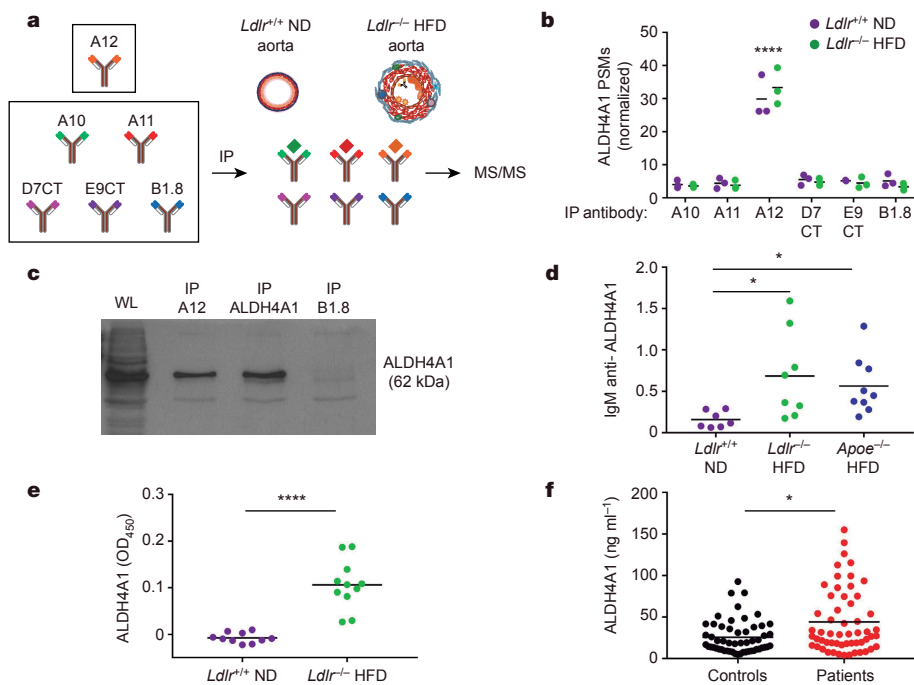 a
A12
A10 A11
D7CT E9CT B1.8
IP
Ldlr+/+ ND
aorta
Ldlr–/– HFD
aorta
MS/MS
b
Ldlr+/+ ND
Ldlr–/– HFD
ALDH4A1 PSMs
(normalized)
50
40
30
20
10
0
****
IP antibody:
A10 A11 A12 D7 E9 B1.8
CT CT
c
WL
IP
A12
IP
ALDH4A1
IP
B1.8
ALDH4A1
(62 kDa)
d
IgM anti- ALDH4A1
2.0
1.5
1.0
0.5
0
*
*
Ldlr+/+
ND
Ldlr–/–
HFD
Apoe–/–
HFD
e
ALDH4A1 (OD450)
0.3
0.2
0.1
0
****
Ldlr+/+ ND Ldlr–/– HFD
f
ALDH4A1 (ng ml–1)
200
150
100
50
0
*
Controls Patients